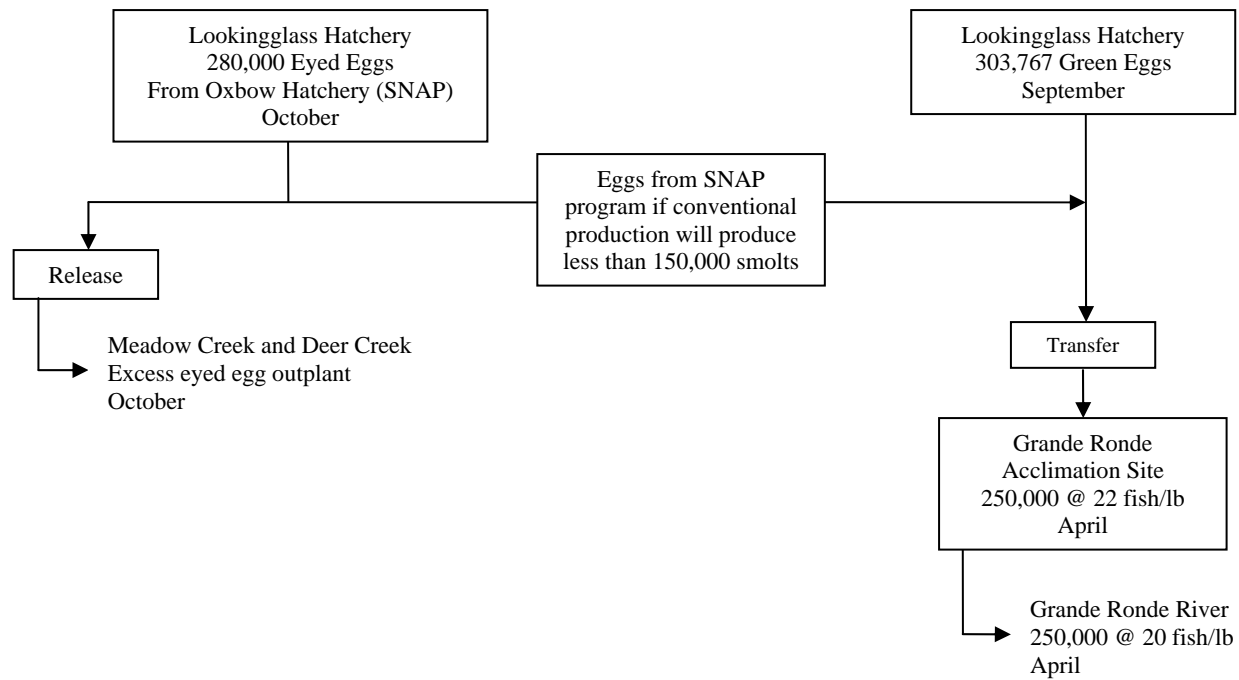 Lookingglass Hatchery
280,000 Eyed Eggs
From Oxbow Hatchery (SNAP)
October
Lookingglass Hatchery
303,767 Green Eggs
September
Eggs from SNAP
program if conventional
production will produce
less than 150,000 smolts
Release
Meadow Creek and Deer Creek
Excess eyed egg outplant
October
Transfer
Grande Ronde
Acclimation Site
250,000 @ 22 fish/lb
April
Grande Ronde River
250,000 @ 20 fish/lb
April